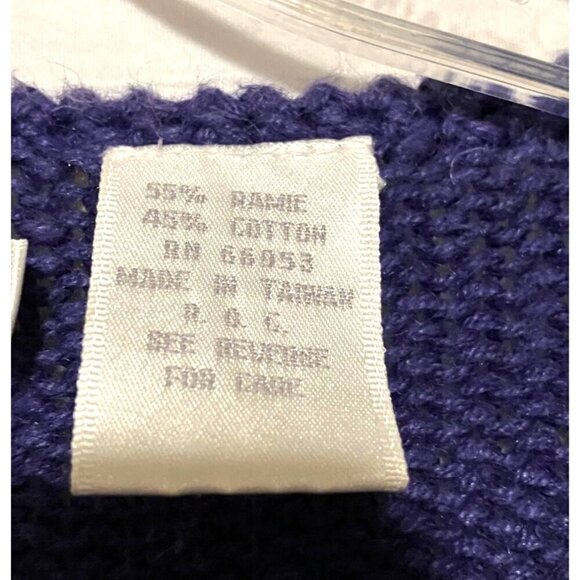 55% RAMIE
45% COTTON
RN 66053
MADE IN TAIWAN
R. O. C.
SEE REVERSE
FOR CARE